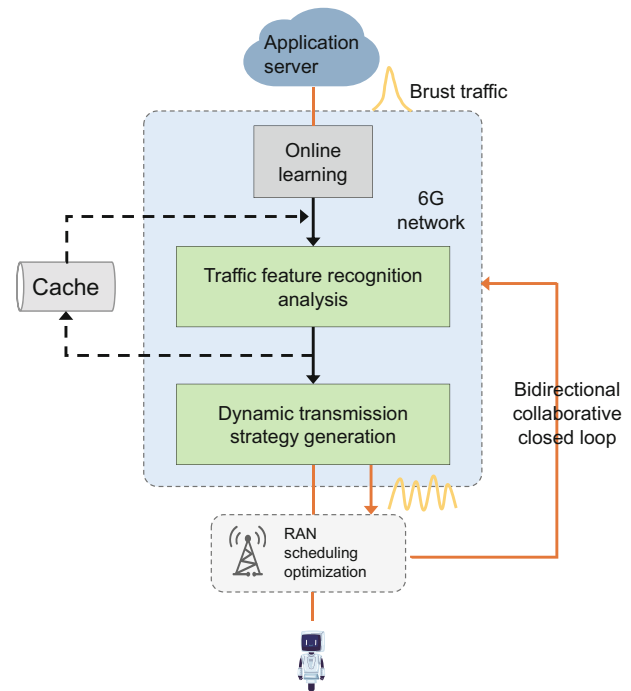 Application
server
Brust traffic
Online
learning
6G
network
Traffic feature recognition
analysis
Cache
Dynamic transmission
strategy generation
Bidirectional
collaborative
closed loop
RAN
scheduling
optimization